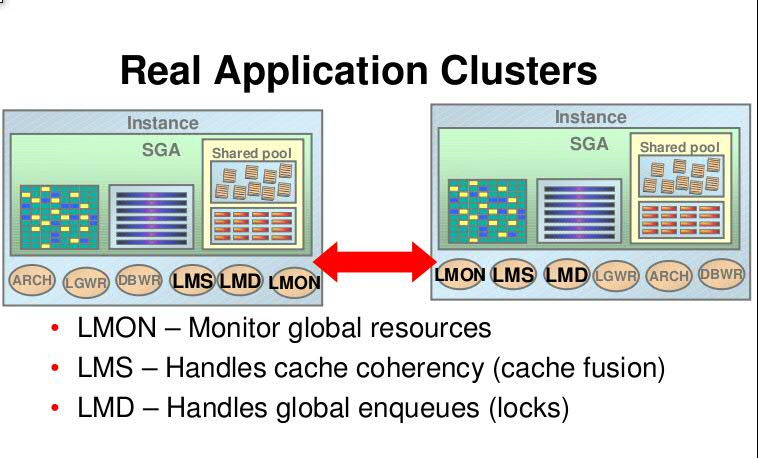 Real Application Clusters
Instance
SGA
Shared pool
ARCH LGWR DBWR LMS LMD LMON
Instance
SGA
Shared pool
LMON LMS LMD LGWR ARCH DBWR
• LMON – Monitor global resources
• LMS – Handles cache coherency (cache fusion)
• LMD – Handles global enqueues (locks)